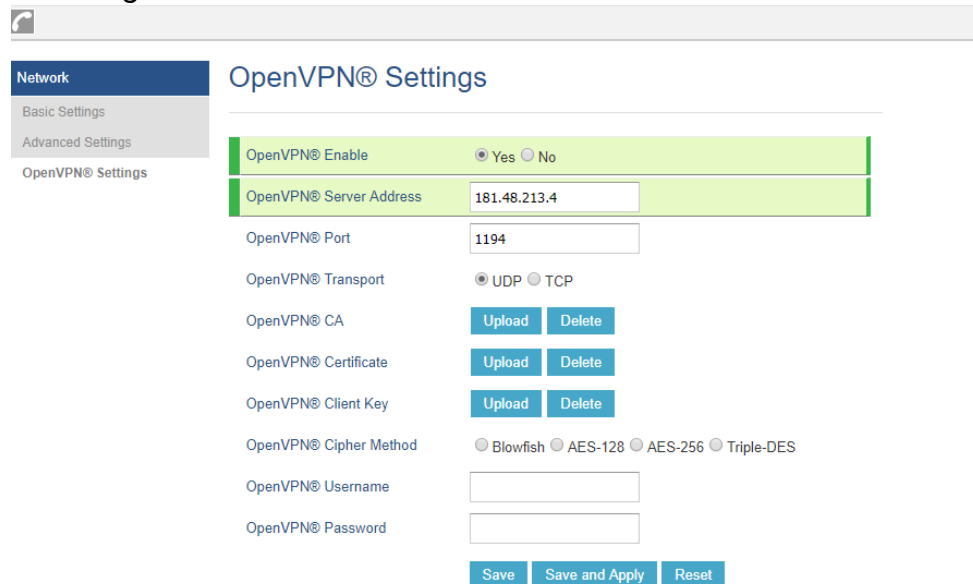 Network
Basic Settings
Advanced Settings
OpenVPN® Settings
OpenVPN® Settings
OpenVPN® Enable Yes No
OpenVPN® Server Address 181.48.213.4
OpenVPN® Port 1194
OpenVPN® Transport UDP TCP
OpenVPN® CA Upload Delete
OpenVPN® Certificate Upload Delete
OpenVPN® Client Key Upload Delete
OpenVPN® Cipher Method Blowfish AES-128 AES-256 Triple-DES
OpenVPN® Username
OpenVPN® Password
Save Save and Apply Reset